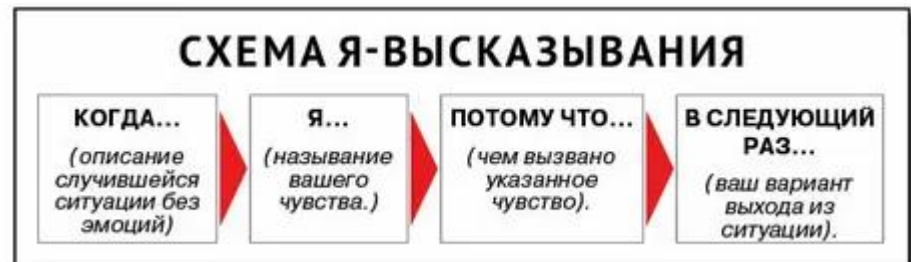 СХЕМА Я-ВЫСКАЗЫВАНИЯ
КОГДА...
(описание
случившейся
ситуации без
эмоций)
Я...
(называние
вашего
чувства.)
ПОТОМУ ЧТО...
(чем вызвано
указанное
чувство).
В СЛЕДУЮЩИЙ
РАЗ...
(ваш вариант
выхода из
ситуации).